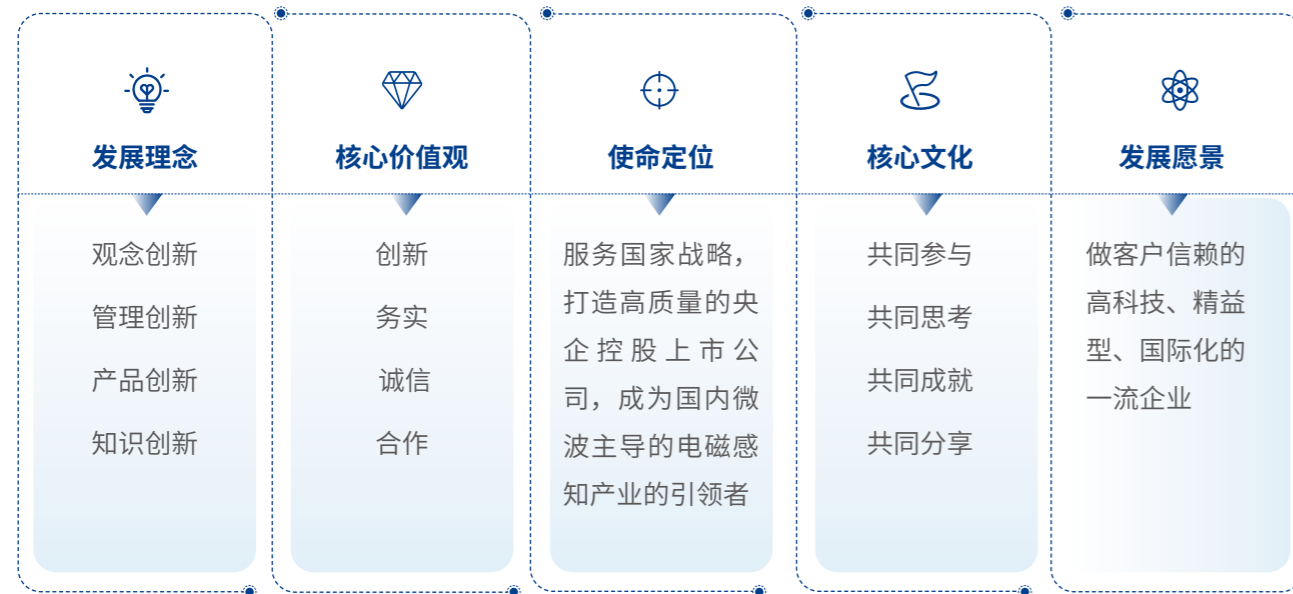 发展理念
观念创新
管理创新
产品创新
知识创新
核心价值观
创新
务实
诚信
合作
使命定位
服务国家战略，
打造高质量的央
企控股上市公
司，成为国内微
波主导的电磁感
知产业的引领者
核心文化
共同参与
共同思考
共同成就
共同分享
发展愿景
做客户信赖的
高科技、精益
型、国际化的
一流企业